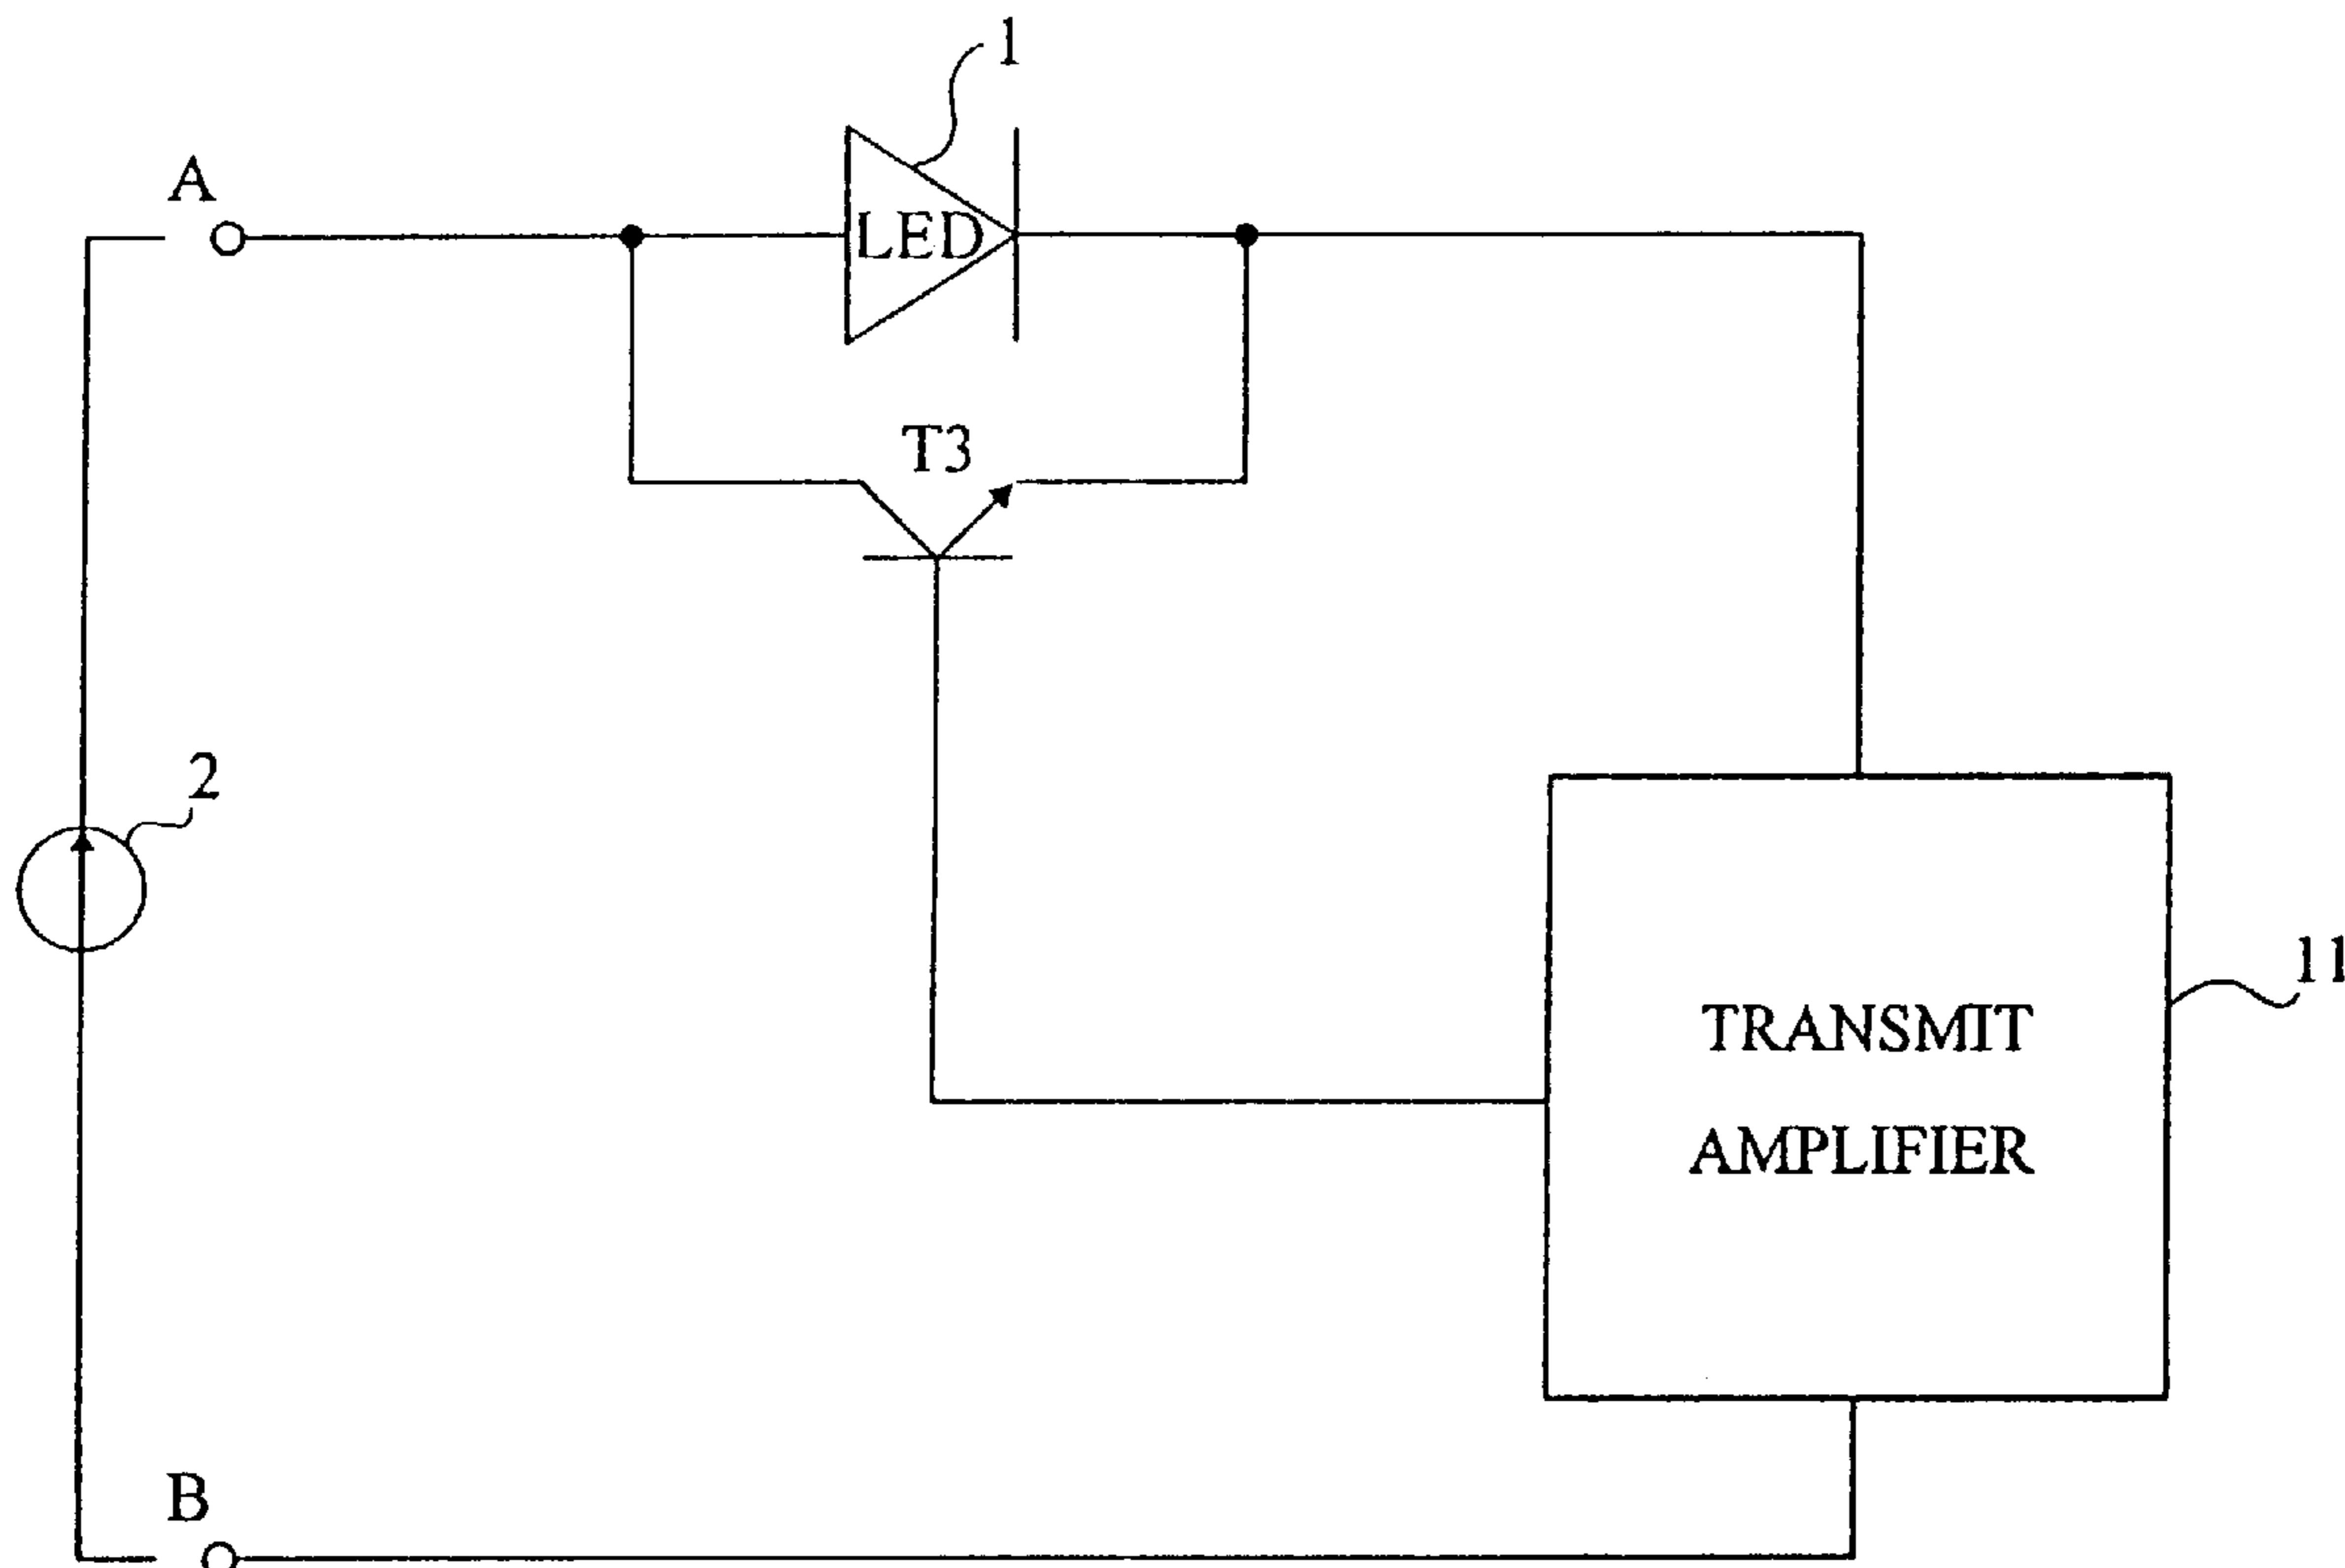 1
A
LED
T3
2
11
TRANSMIT
AMPLIFIER
B